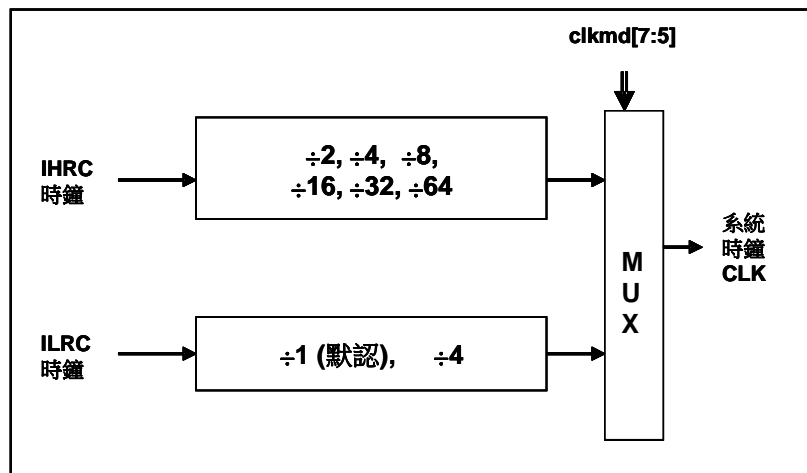 clkmd[7:5]
IHRC
時鐘
÷2, ÷4, ÷8,
÷16, ÷32, ÷64
M
U
X
系統
時鐘
CLK
ILRC
時鐘
÷1 (默認), ÷4